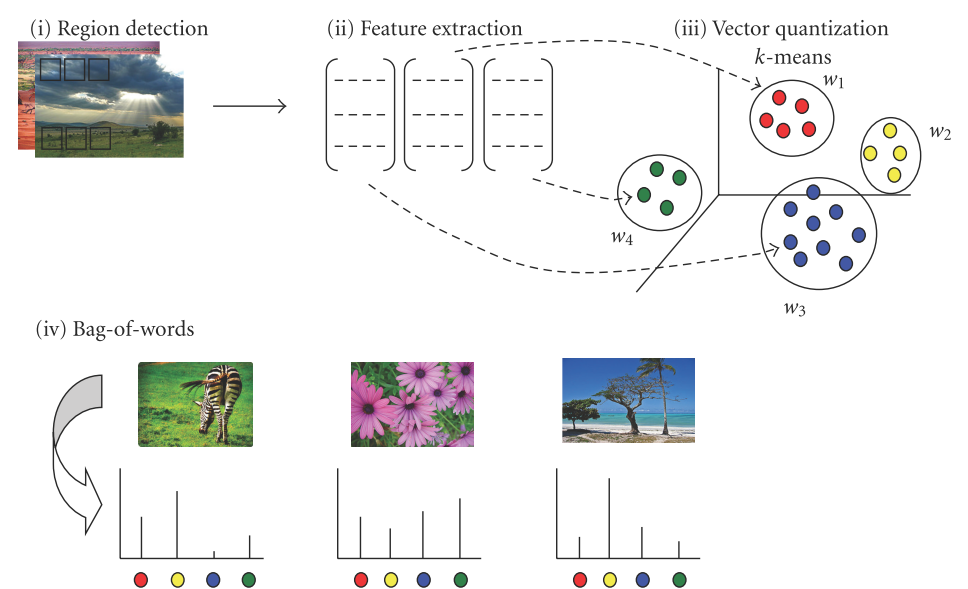 (i) Region detection
(ii) Feature extraction
(iii) Vector quantization
k-means
w1
w2
w4
w3
(iv) Bag-of-words